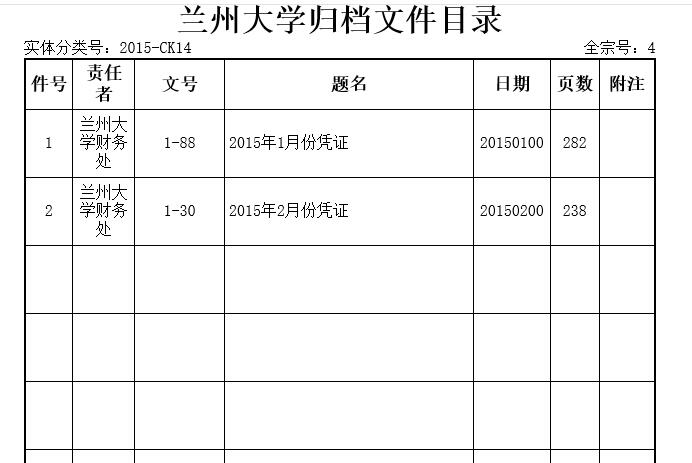 兰州大学归档文件目录
实体分类号：2015-CK14 全宗号：4
件号 责任者 文号 题名 日期 页数 附注
1 兰州大学财务处 1-88 2015年1月份凭证 20150100 282
2 兰州大学财务处 1-30 2015年2月份凭证 20150200 238